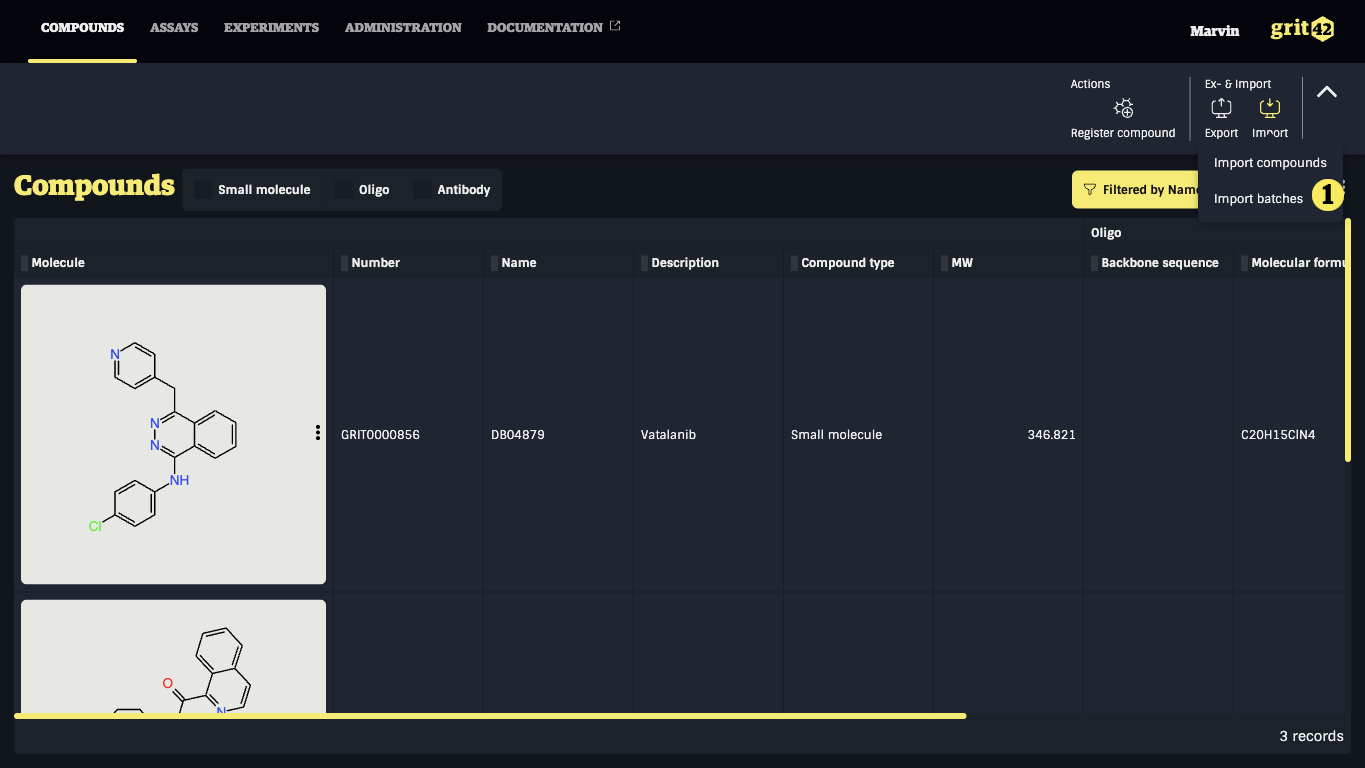 COMPOUNDS ASSAYS EXPERIMENTS ADMINISTRATION DOCUMENTATION
Marvin grit42
Actions
Register compound
Ex- & Import
Export Import
Import compounds
Import batches 1
Compounds
Small molecule Oligo Antibody
Filtered by Name
Oligo
Molecule Number Name Description Compound type MW Backbone sequence Molecular formu
N
N
N
NH
Cl
GRIT0000856 DB04879 Vatalanib Small molecule 346.821 C20H15ClN4
O
N
3 records